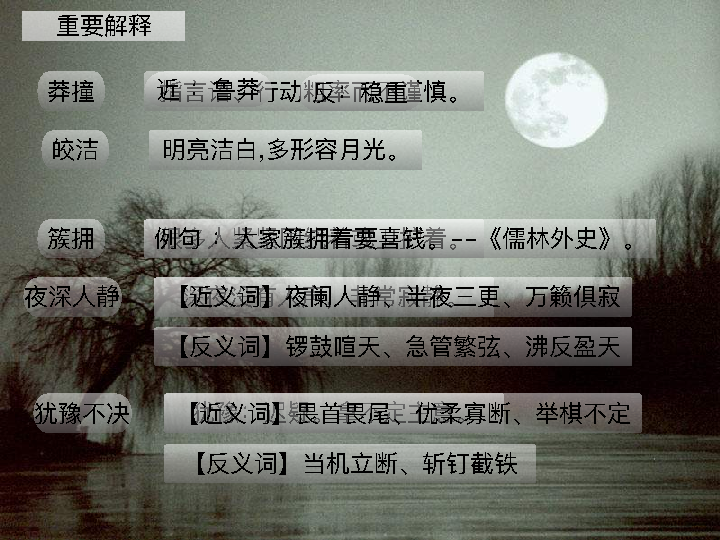 重要解释
莽撞 近： 鲁莽 行动 反：稳重 慎。
皎洁 明亮洁白,多形容月光。
簇拥 例句： 大家簇拥着要喜钱。--《儒林外史》。
夜深人静 【近义词】夜阑人静、半夜三更、万籁俱寂
【反义词】锣鼓喧天、急管繁弦、沸反盈天
犹豫不决 【近义词】畏首畏尾、优柔寡断、举棋不定
【反义词】当机立断、斩钉截铁